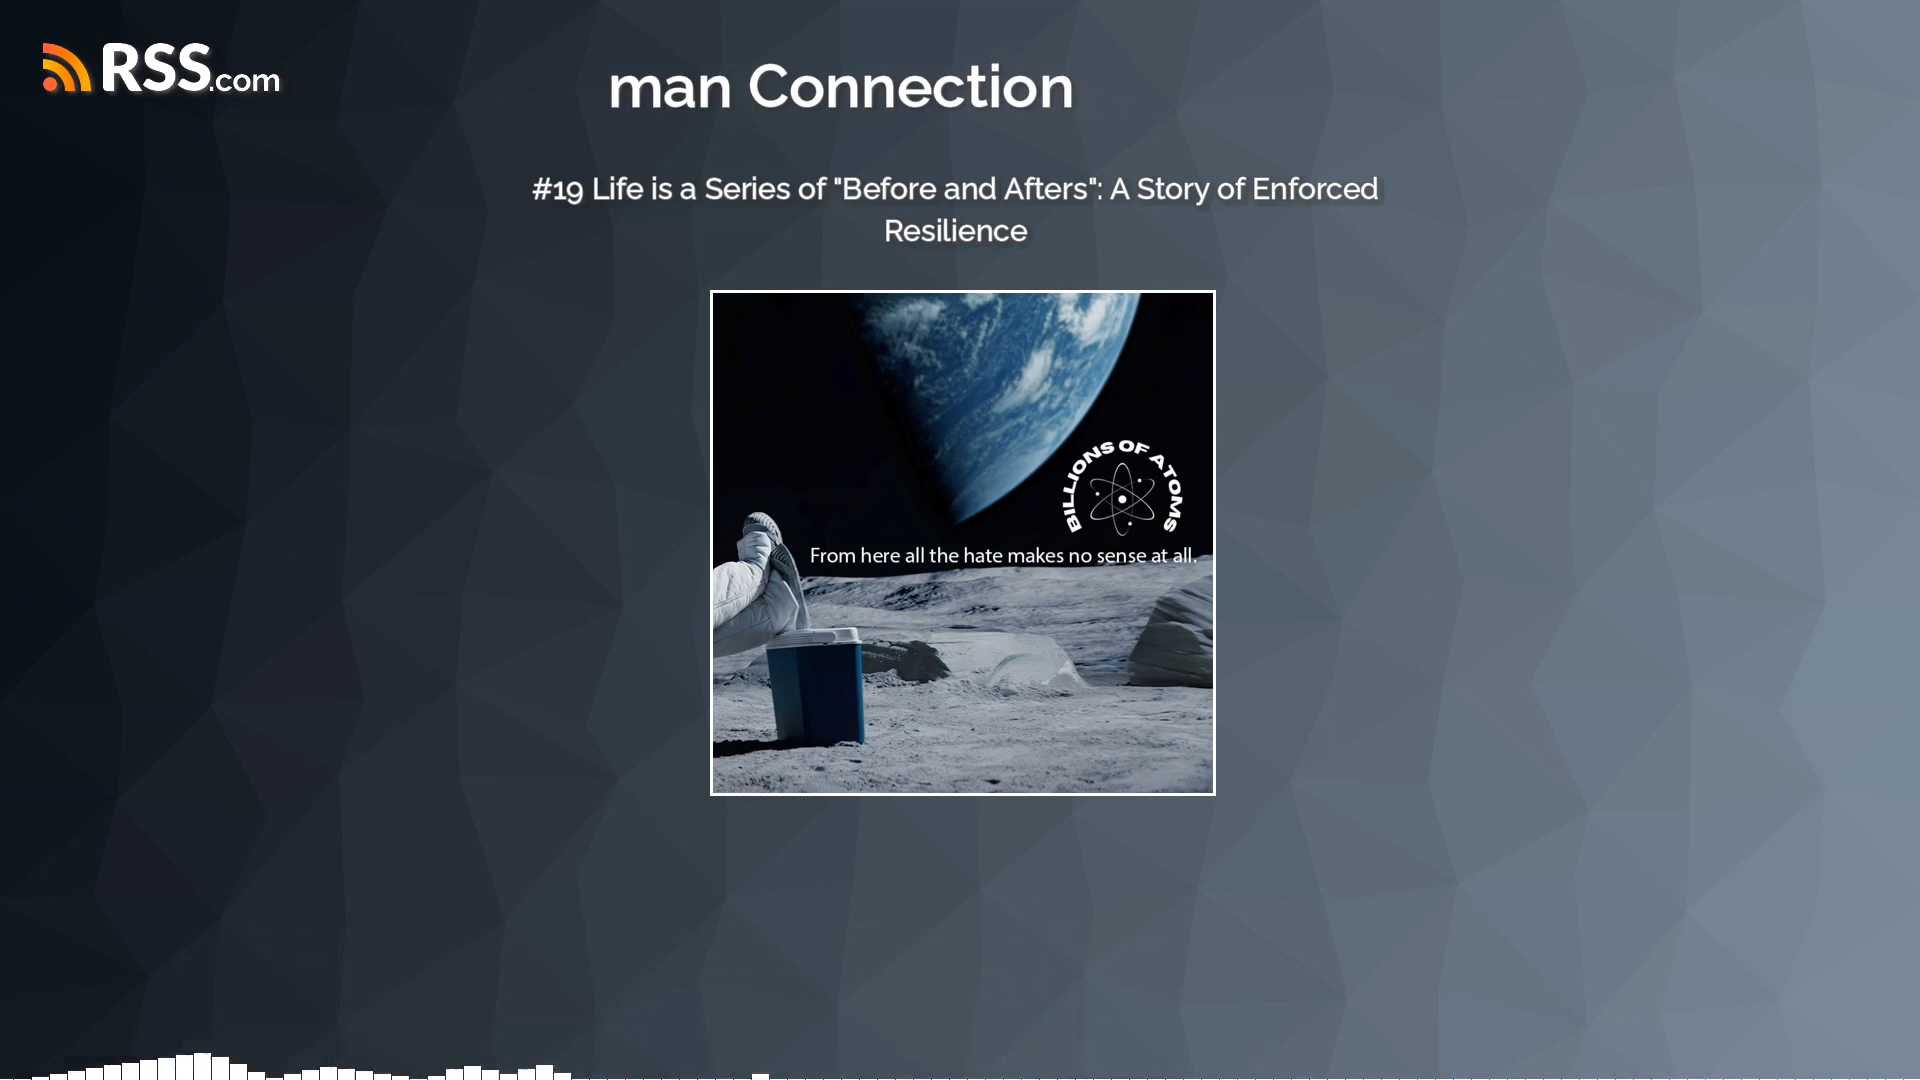 RSS.com
man Connection
#19 Life is a Series of "Before and Afters": A Story of Enforced
Resilience
BILLIONS OF ATOMS
From here all the hate makes no sense at all.